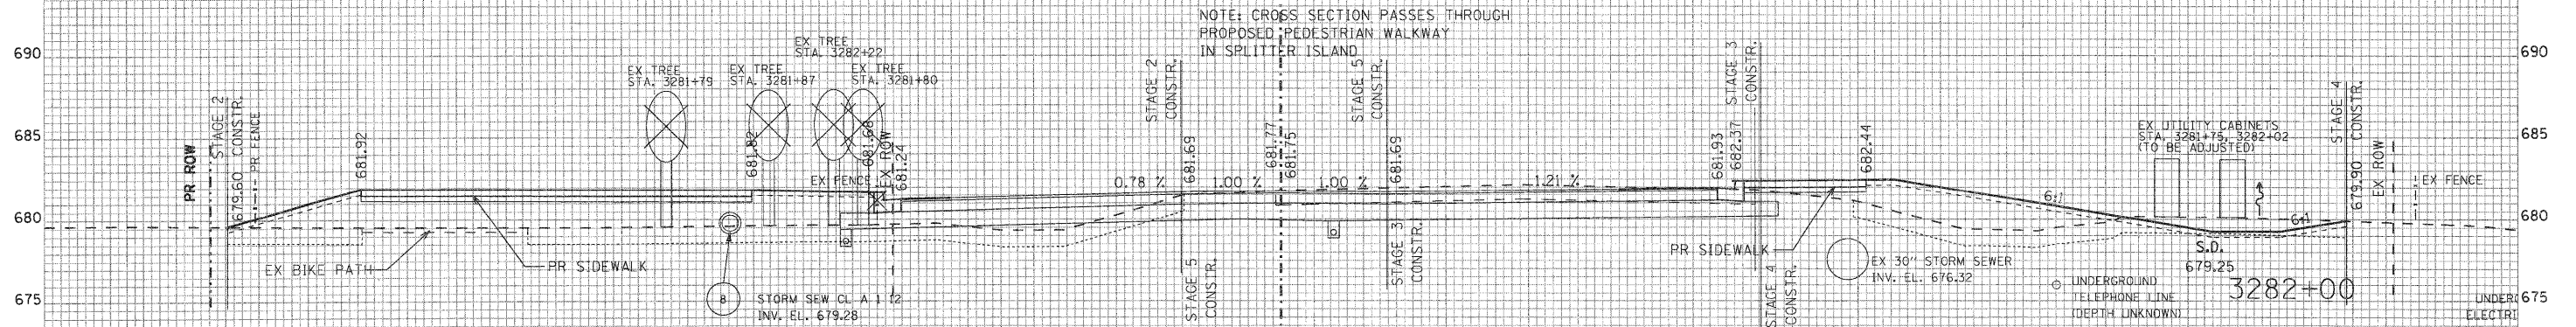 NOTE: CROSS SECTION PASSES THROUGH
PROPOSED PEDESTRIAN WALKWAY
IN SPLITTER ISLAND
690
690
685
685
680
680
675
675
PR ROW
STAGE 2
CONSTR.
679.60
PR FENCE
681.92
EX TREE
STA. 3281+79
EX TREE
STA. 3281+87
EX TREE
STA. 3282+22
EX TREE
STA. 3281+80
681.82
681.68
EX FENCE
EX ROW
681.24
0.78 %
STAGE 2
CONSTR.
681.69
1.00 %
681.77
681.75
1.00 %
STAGE 5
CONSTR.
681.69
1.21 %
681.93
682.37
STAGE 3
CONSTR.
682.44
6:1
EX UTILITY CABINETS
STA. 3281+75, 3282+02
(TO BE ADJUSTED)
6:1
STAGE 4
CONSTR.
679.90
EX ROW
EX FENCE
EX BIKE PATH
PR SIDEWALK
8
STORM SEW CL A 1 12
INV. EL. 679.28
STAGE 5
CONSTR.
STAGE 3
CONSTR.
PR SIDEWALK
STAGE 4
CONSTR.
EX 30" STORM SEWER
INV. EL. 676.32
UNDERGROUND
TELEPHONE LINE
(DEPTH UNKNOWN)
S.D.
679.25
3282+00
UNDER
ELECTRI